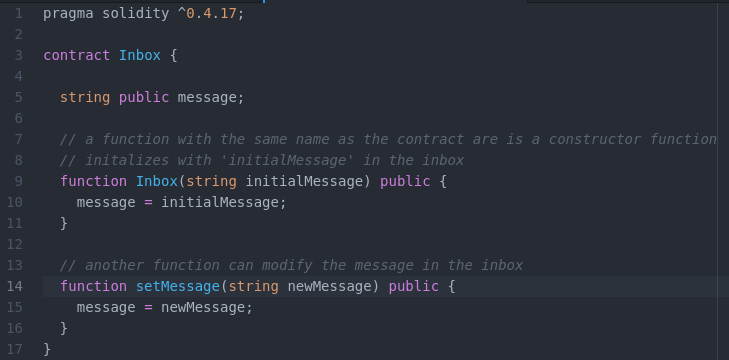 1 pragma solidity ^0.4.17;
2
3 contract Inbox {
4
5   string public message;
6
7   // a function with the same name as the contract are is a constructor function
8   // initalizes with 'initialMessage' in the inbox
9   function Inbox(string initialMessage) public {
10     message = initialMessage;
11   }
12
13   // another function can modify the message in the inbox
14   function setMessage(string newMessage) public {
15     message = newMessage;
16   }
17 }